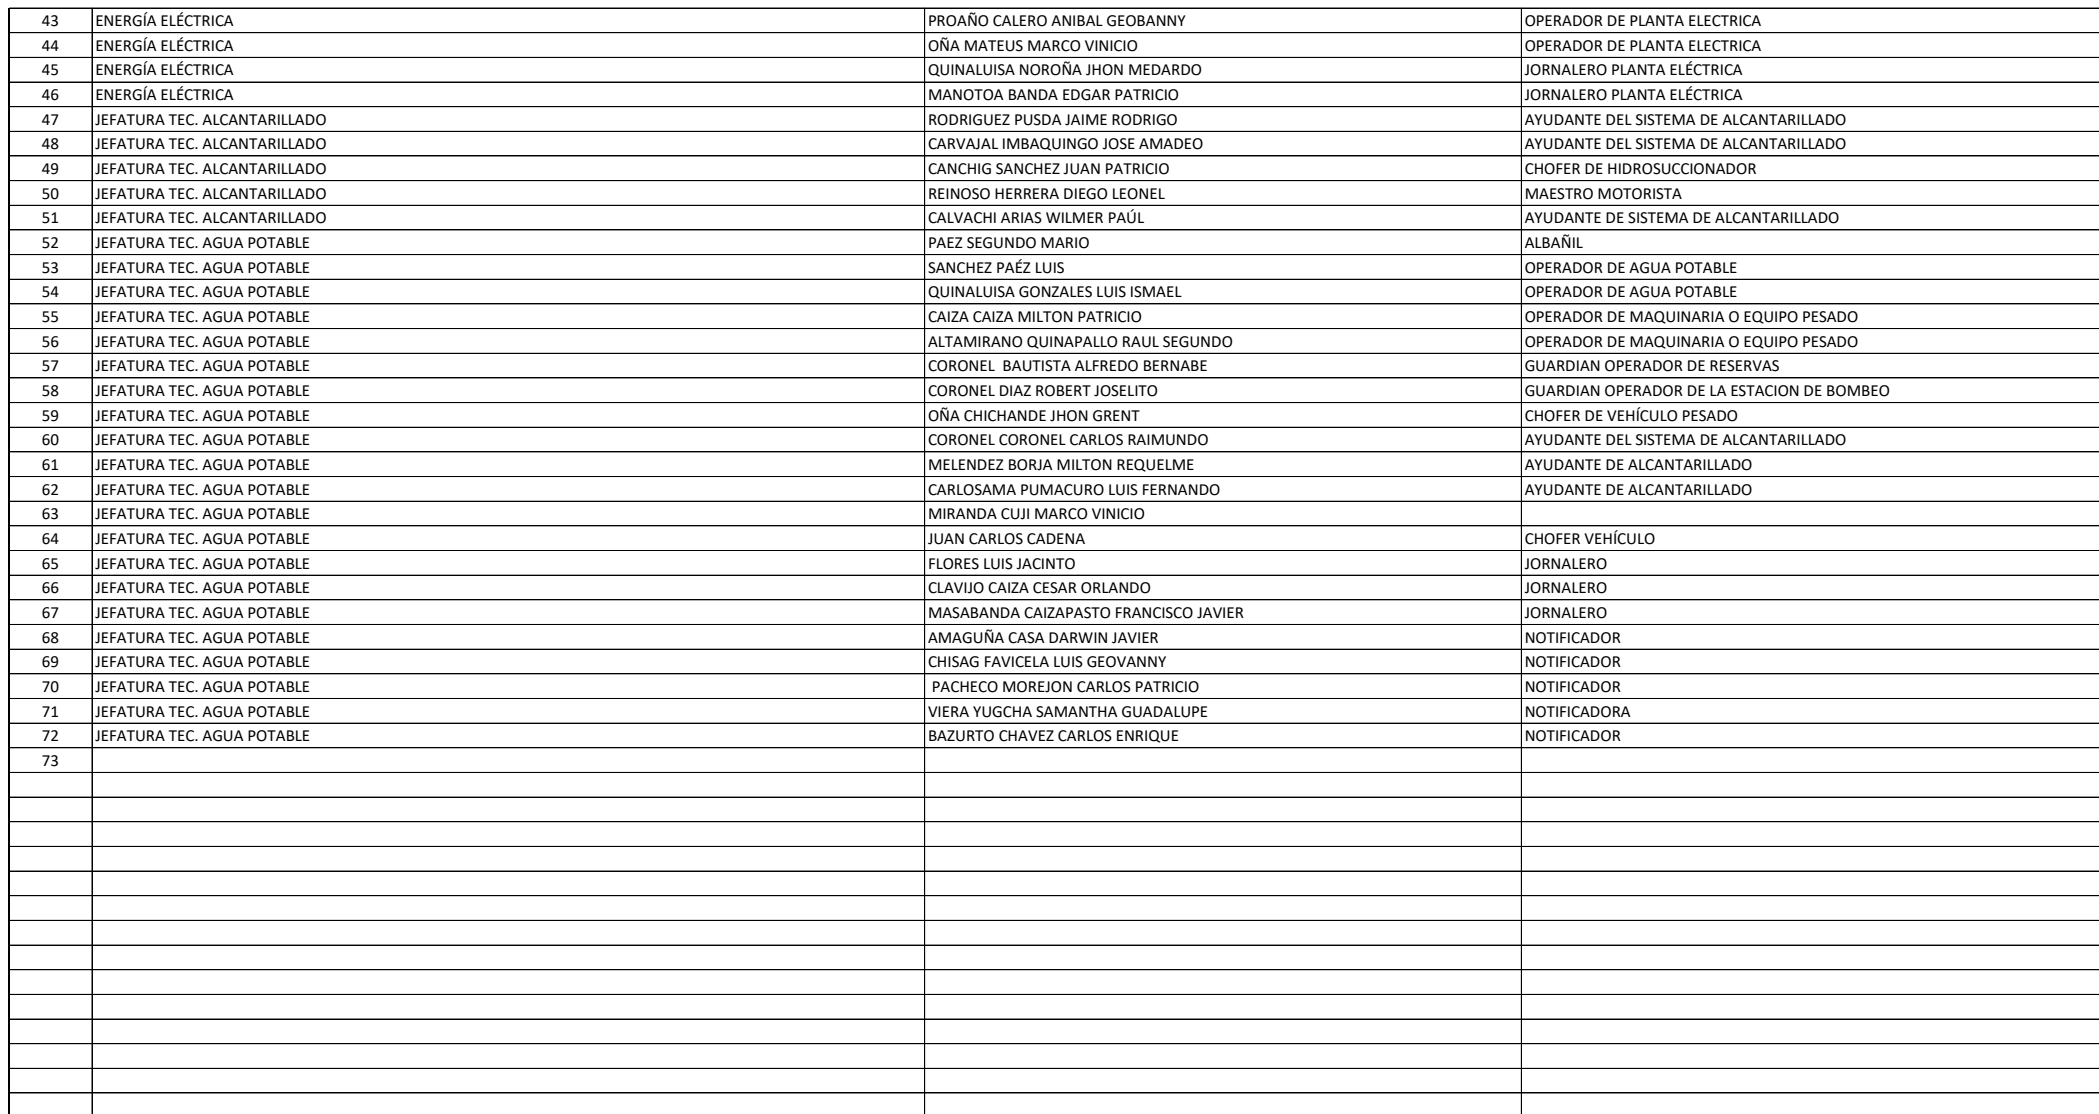 43 ENERGÍA ELÉCTRICA PROAÑO CALERO ANIBAL GEOBANNY OPERADOR DE PLANTA ELECTRICA
44 ENERGÍA ELÉCTRICA OÑA MATEUS MARCO VINICIO OPERADOR DE PLANTA ELECTRICA
45 ENERGÍA ELÉCTRICA QUINALUISA NOROÑA JHON MEDARDO JORNALERO PLANTA ELÉCTRICA
46 ENERGÍA ELÉCTRICA MANOTOA BANDA EDGAR PATRICIO JORNALERO PLANTA ELÉCTRICA
47 JEFATURA TEC. ALCANTARILLADO RODRIGUEZ PUSDA JAIME RODRIGO AYUDANTE DEL SISTEMA DE ALCANTARILLADO
48 JEFATURA TEC. ALCANTARILLADO CARVAJAL IMBAQUINGO JOSE AMADEO AYUDANTE DEL SISTEMA DE ALCANTARILLADO
49 JEFATURA TEC. ALCANTARILLADO CANCHIG SANCHEZ JUAN PATRICIO CHOFER DE HIDROSUCCIONADOR
50 JEFATURA TEC. ALCANTARILLADO REINOSO HERRERA DIEGO LEONEL MAESTRO MOTORISTA
51 JEFATURA TEC. ALCANTARILLADO CALVACHI ARIAS WILMER PAÚL AYUDANTE DE SISTEMA DE ALCANTARILLADO
52 JEFATURA TEC. AGUA POTABLE PAEZ SEGUNDO MARIO ALBAÑIL
53 JEFATURA TEC. AGUA POTABLE SANCHEZ PAÉZ LUIS OPERADOR DE AGUA POTABLE
54 JEFATURA TEC. AGUA POTABLE QUINALUISA GONZALES LUIS ISMAEL OPERADOR DE AGUA POTABLE
55 JEFATURA TEC. AGUA POTABLE CAIZA CAIZA MILTON PATRICIO OPERADOR DE MAQUINARIA O EQUIPO PESADO
56 JEFATURA TEC. AGUA POTABLE ALTAMIRANO QUINAPALLO RAUL SEGUNDO OPERADOR DE MAQUINARIA O EQUIPO PESADO
57 JEFATURA TEC. AGUA POTABLE CORONEL  BAUTISTA ALFREDO BERNABE GUARDIAN OPERADOR DE RESERVAS
58 JEFATURA TEC. AGUA POTABLE CORONEL DIAZ ROBERT JOSELITO GUARDIAN OPERADOR DE LA ESTACION DE BOMBEO
59 JEFATURA TEC. AGUA POTABLE OÑA CHICHANDE JHON GRENT CHOFER DE VEHÍCULO PESADO
60 JEFATURA TEC. AGUA POTABLE CORONEL CORONEL CARLOS RAIMUNDO AYUDANTE DEL SISTEMA DE ALCANTARILLADO
61 JEFATURA TEC. AGUA POTABLE MELENDEZ BORJA MILTON REQUELME AYUDANTE DE ALCANTARILLADO
62 JEFATURA TEC. AGUA POTABLE CARLOSAMA PUMACURO LUIS FERNANDO AYUDANTE DE ALCANTARILLADO
63 JEFATURA TEC. AGUA POTABLE MIRANDA CUJI MARCO VINICIO
64 JEFATURA TEC. AGUA POTABLE JUAN CARLOS CADENA CHOFER VEHÍCULO
65 JEFATURA TEC. AGUA POTABLE FLORES LUIS JACINTO JORNALERO
66 JEFATURA TEC. AGUA POTABLE CLAVIJO CAIZA CESAR ORLANDO JORNALERO
67 JEFATURA TEC. AGUA POTABLE MASABANDA CAIZAPASTO FRANCISCO JAVIER JORNALERO
68 JEFATURA TEC. AGUA POTABLE AMAGUÑA CASA DARWIN JAVIER NOTIFICADOR
69 JEFATURA TEC. AGUA POTABLE CHISAG FAVICELA LUIS GEOVANNY NOTIFICADOR
70 JEFATURA TEC. AGUA POTABLE PACHECO MOREJON CARLOS PATRICIO NOTIFICADOR
71 JEFATURA TEC. AGUA POTABLE VIERA YUGCHA SAMANTHA GUADALUPE NOTIFICADORA
72 JEFATURA TEC. AGUA POTABLE BAZURTO CHAVEZ CARLOS ENRIQUE NOTIFICADOR
73